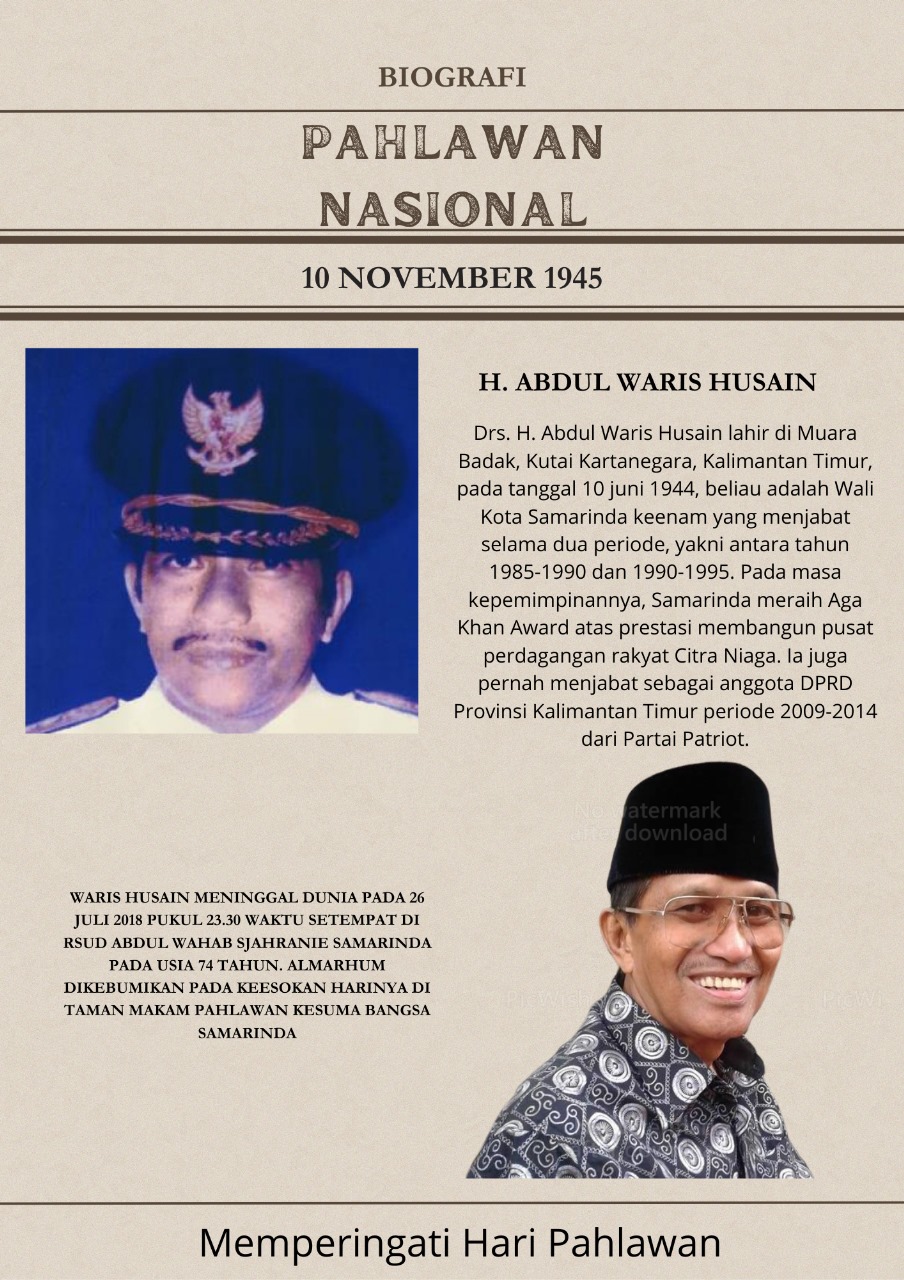 BIOGRAFI
PAHLAWAN
NASIONAL
10 NOVEMBER 1945
H. ABDUL WARIS HUSAIN
Drs. H. Abdul Waris Husain lahir di Muara
Badak, Kutai Kartanegara, Kalimantan Timur,
pada tanggal 10 juni 1944, beliau adalah Wali
Kota Samarinda keenam yang menjabat
selama dua periode, yakni antara tahun
1985-1990 dan 1990-1995. Pada masa
kepemimpinannya, Samarinda meraih Aga
Khan Award atas prestasi membangun pusat
perdagangan rakyat Citra Niaga. Ia juga
pernah menjabat sebagai anggota DPRD
Provinsi Kalimantan Timur periode 2009-2014
dari Partai Patriot.
No watermark
download
WARIS HUSAIN MENINGGAL DUNIA PADA 26
JULI 2018 PUKUL 23.30 WAKTU SETEMPAT DI
RSUD ABDUL WAHAB SJAHRANIE SAMARINDA
PADA USIA 74 TAHUN. ALMARHUM
DIKEBUMIKAN PADA KEESOKAN HARINYA DI
TAMAN MAKAM PAHLAWAN KESUMA BANGSA
SAMARINDA
Memperingati Hari Pahlawan